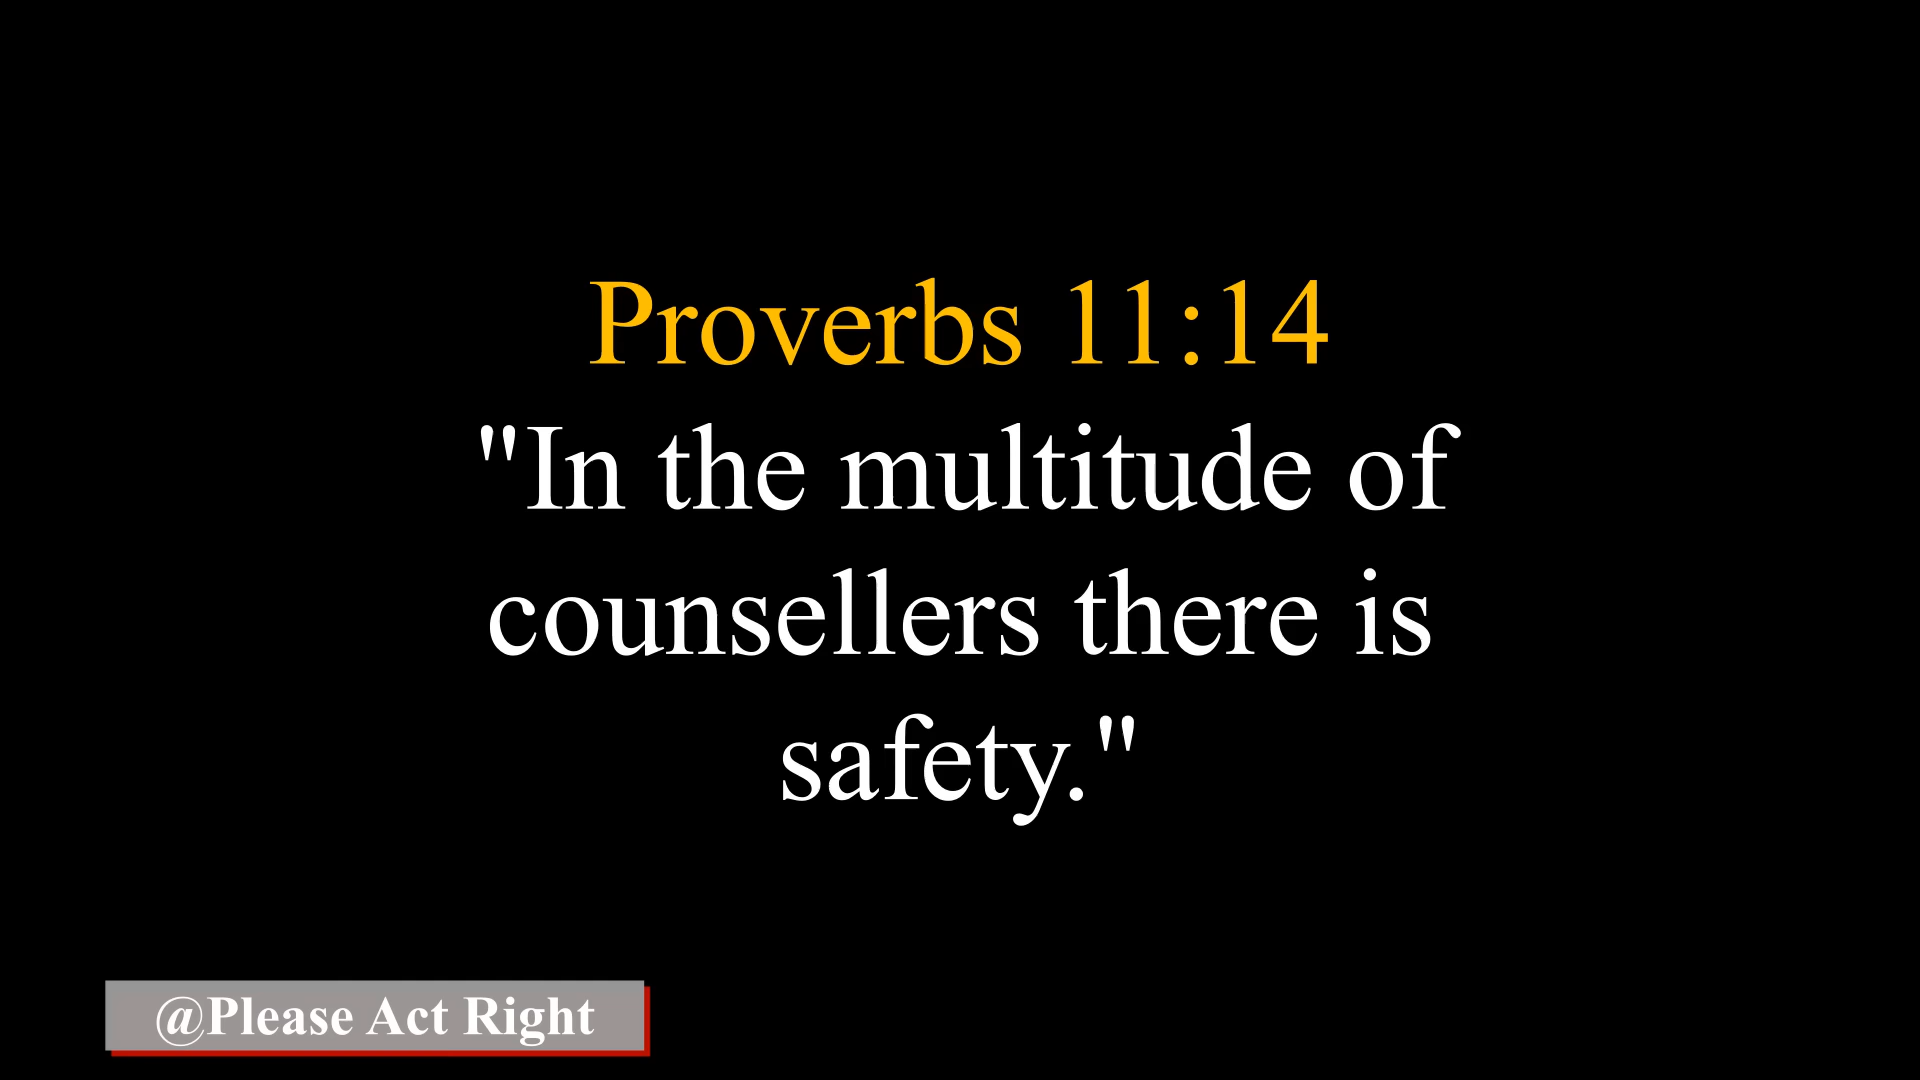 Proverbs 11:14
"In the multitude of
counsellers there is
safety."
@Please Act Right